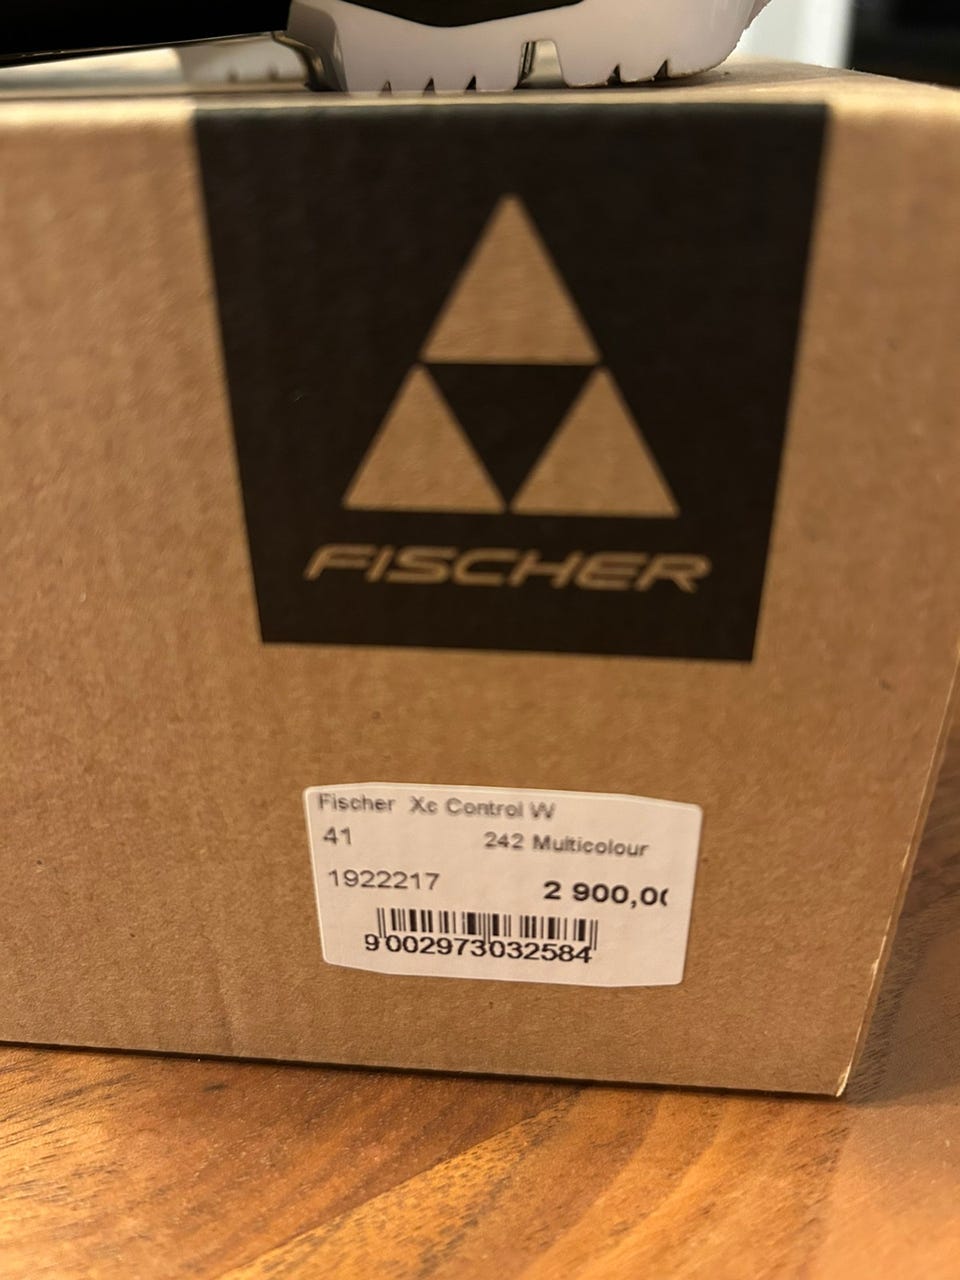 FISCHER
Fischer Xc Control W
41 242 Multicolour
1922217 2 900,0
9 002973 032584